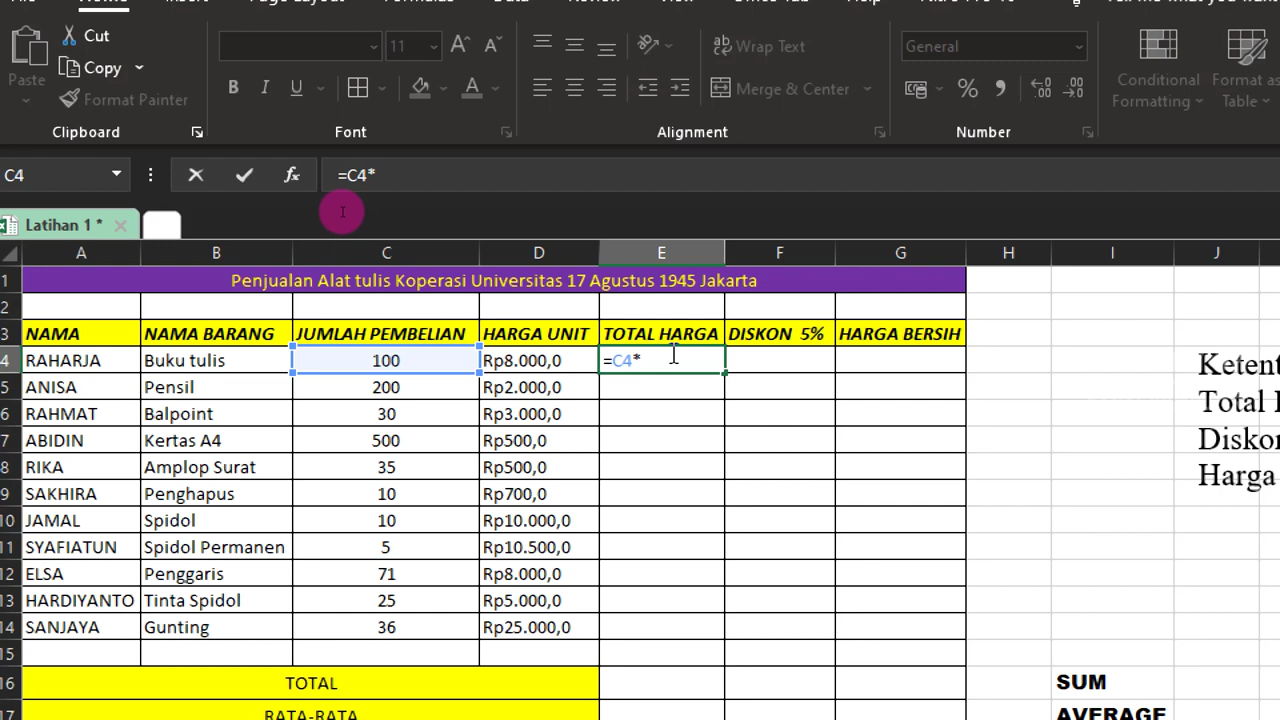 Cut
11
Wrap Text
General
Paste
Copy
Format Painter
B I U
A
Merge & Center
Conditional
Formatting
Format as
Table
Clipboard
Font
Alignment
Number
C4
fx
=C4*
Latihan 1 *
A B C D E F G H I J
1 Penjualan Alat tulis Koperasi Universitas 17 Agustus 1945 Jakarta
2
3 NAMA NAMA BARANG JUMLAH PEMBELIAN HARGA UNIT TOTAL HARGA DISKON 5% HARGA BERSIH
4 RAHARJA Buku tulis 100 Rp8.000,0 =C4*
5 ANISA Pensil 200 Rp2.000,0
6 RAHMAT Balpoint 30 Rp3.000,0
7 ABIDIN Kertas A4 500 Rp500,0
8 RIKA Amplop Surat 35 Rp500,0
9 SAKHIRA Penghapus 10 Rp700,0
10 JAMAL Spidol 10 Rp10.000,0
11 SYAFIATUN Spidol Permanen 5 Rp10.500,0
12 ELSA Penggaris 71 Rp8.000,0
13 HARDIYANTO Tinta Spidol 25 Rp5.000,0
14 SANJAYA Gunting 36 Rp25.000,0
15
16 TOTAL SUM
17 RATA-RATA AVERAGE
Total
Harga